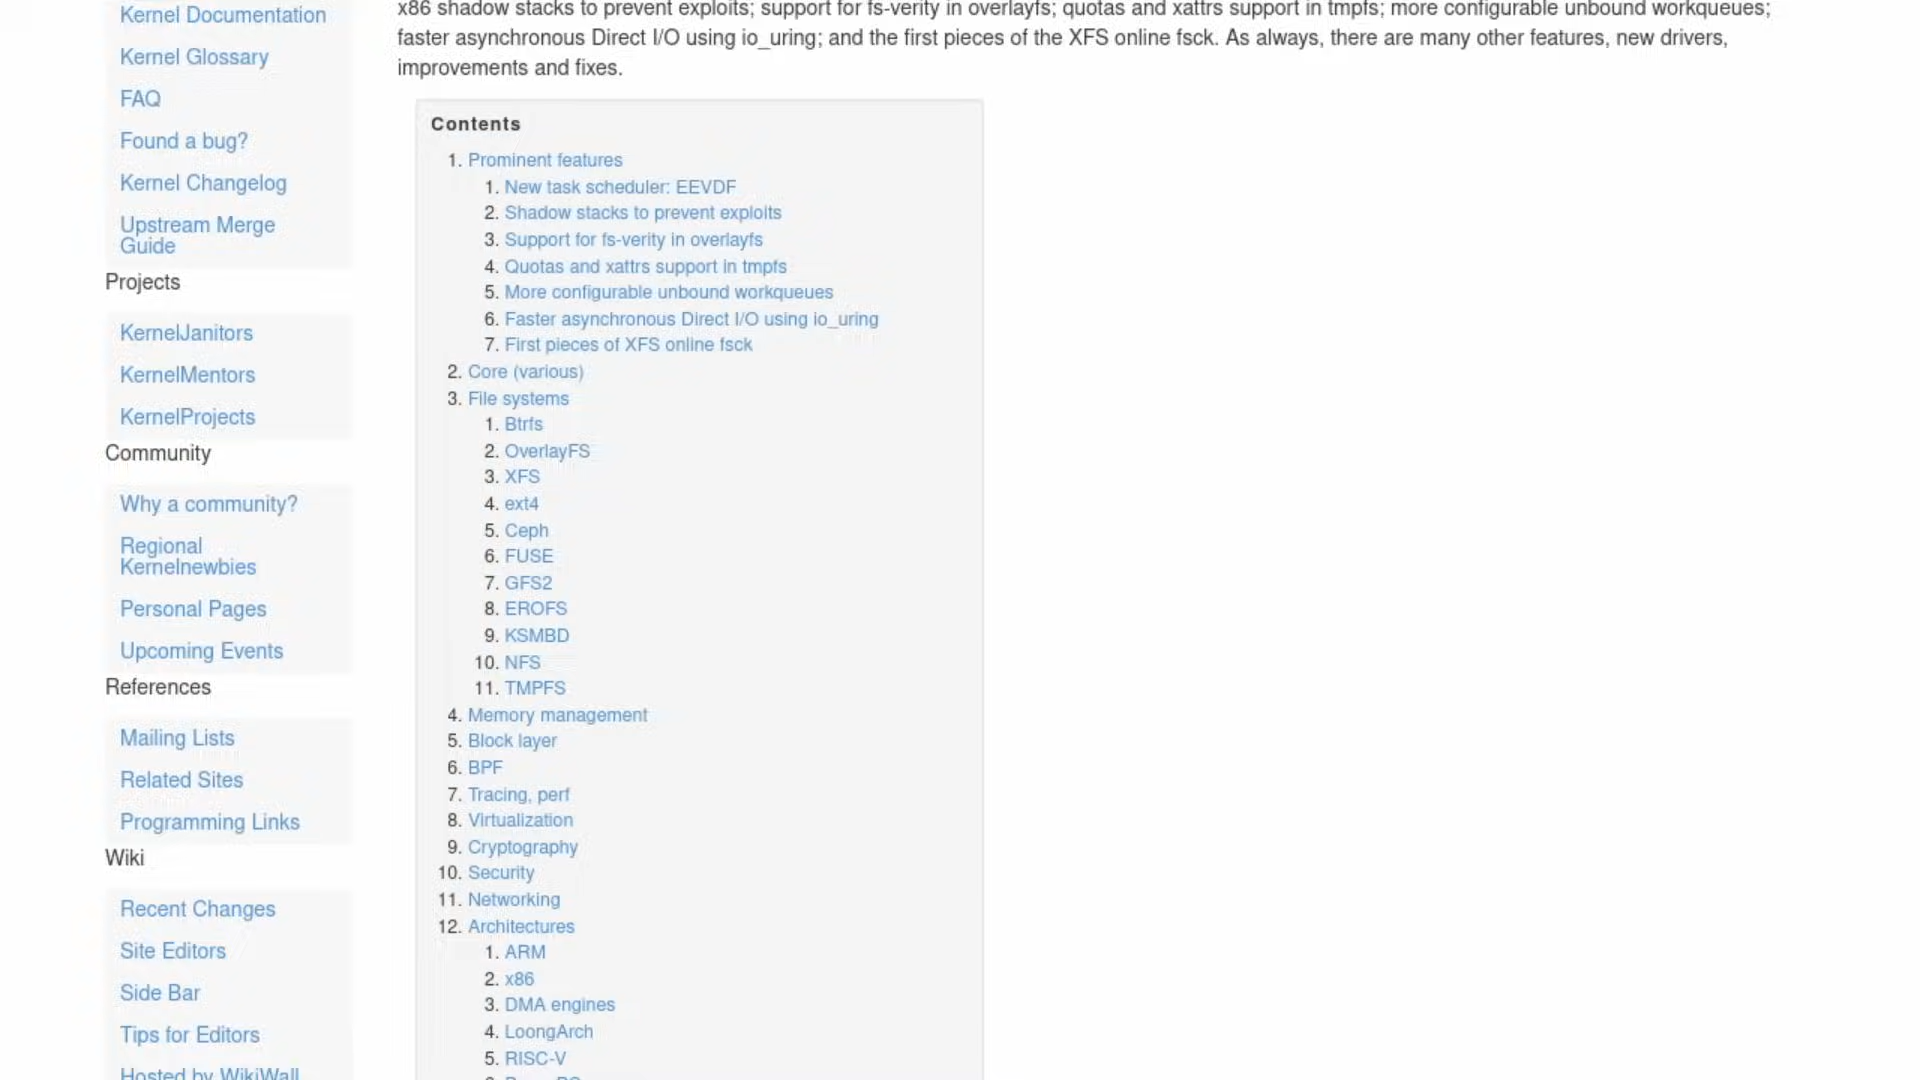 Kernel Documentation
Kernel Glossary
FAQ
Found a bug?
Kernel Changelog
Upstream Merge
Guide
Projects
KernelJanitors
KernelMentors
KernelProjects
Community
Why a community?
Regional
Kernelnewbies
Personal Pages
Upcoming Events
References
Mailing Lists
Related Sites
Programming Links
Wiki
Recent Changes
Site Editors
Side Bar
Tips for Editors
Hosted by WikiWall
x86 shadow stacks to prevent exploits; support for fs-verity in overlayfs; quotas and xattrs support in tmpfs; more configurable unbound workqueues;
faster asynchronous Direct I/O using io_uring; and the first pieces of the XFS online fsck. As always, there are many other features, new drivers,
improvements and fixes.
Contents
1. Prominent features
1. New task scheduler: EEVDF
2. Shadow stacks to prevent exploits
3. Support for fs-verity in overlayfs
4. Quotas and xattrs support in tmpfs
5. More configurable unbound workqueues
6. Faster asynchronous Direct I/O using io_uring
7. First pieces of XFS online fsck
2. Core (various)
3. File systems
1. Btrfs
2. OverlayFS
3. XFS
4. ext4
5. Ceph
6. FUSE
7. GFS2
8. EROFS
9. KSMBD
10. NFS
11. TMPFS
4. Memory management
5. Block layer
6. BPF
7. Tracing, perf
8. Virtualization
9. Cryptography
10. Security
11. Networking
12. Architectures
1. ARM
2. x86
3. DMA engines
4. LoongArch
5. RISC-V